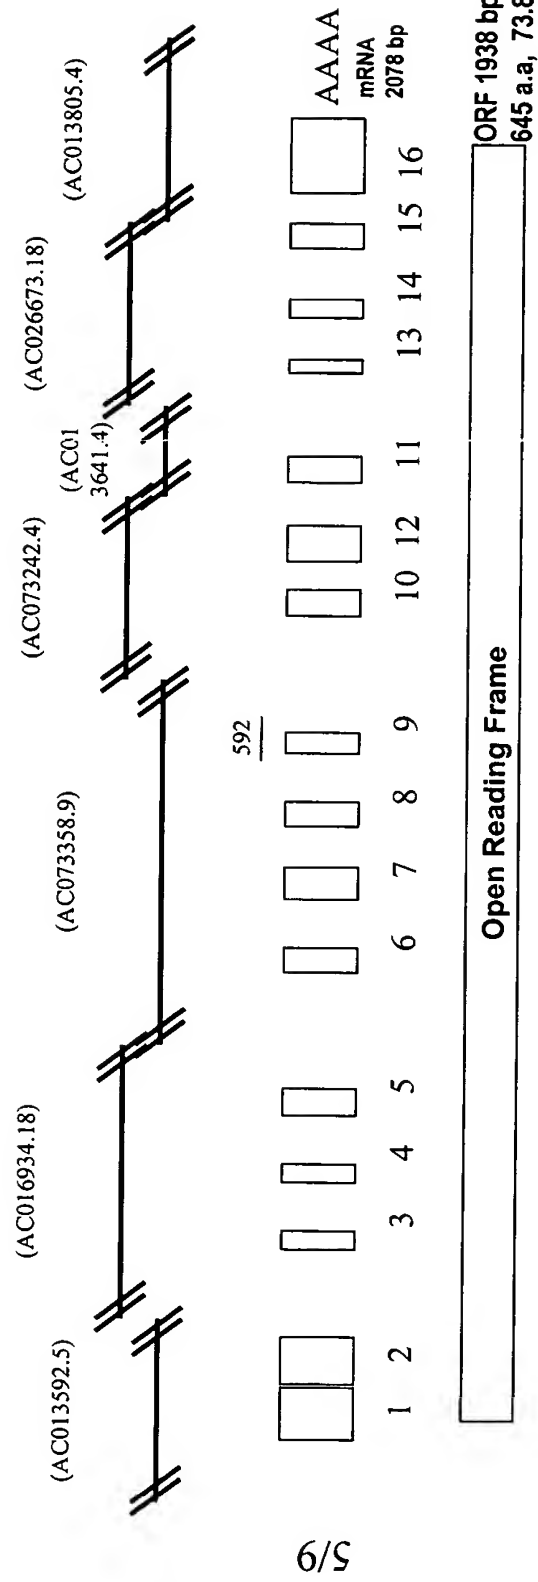 (AC013592.5)
(AC016934.18)
(AC073358.9)
(AC073242.4)
(AC01
3641.4)
(AC026673.18)
(AC013805.4)
592
AAAA
mRNA
2078 bp
1 2 3 4 5 6 7 8 9 10 12 11 13 14 15 16
Open Reading Frame
ORF 1938 bp
645 a.a, 73.8
5/9